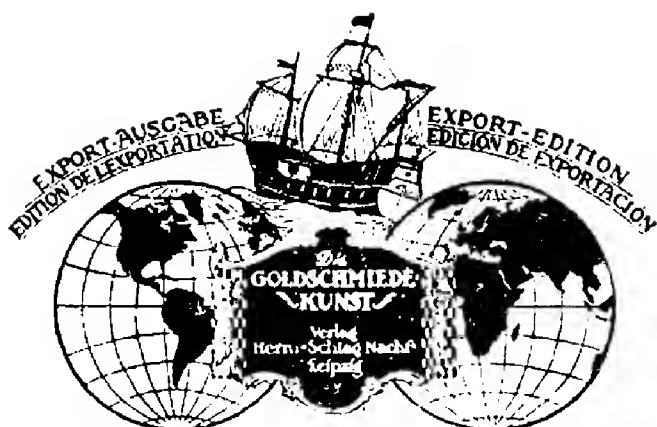 EXPORT-AUSGABE
EDITION DE L'EXPORTATION
EXPORT-EDITION
EDICIÓN DE EXPORTACIÓN
Die
GOLDSCHMIEDE-
KUNST
Verlag
Herm. Schlag Nachf.
Leipzig